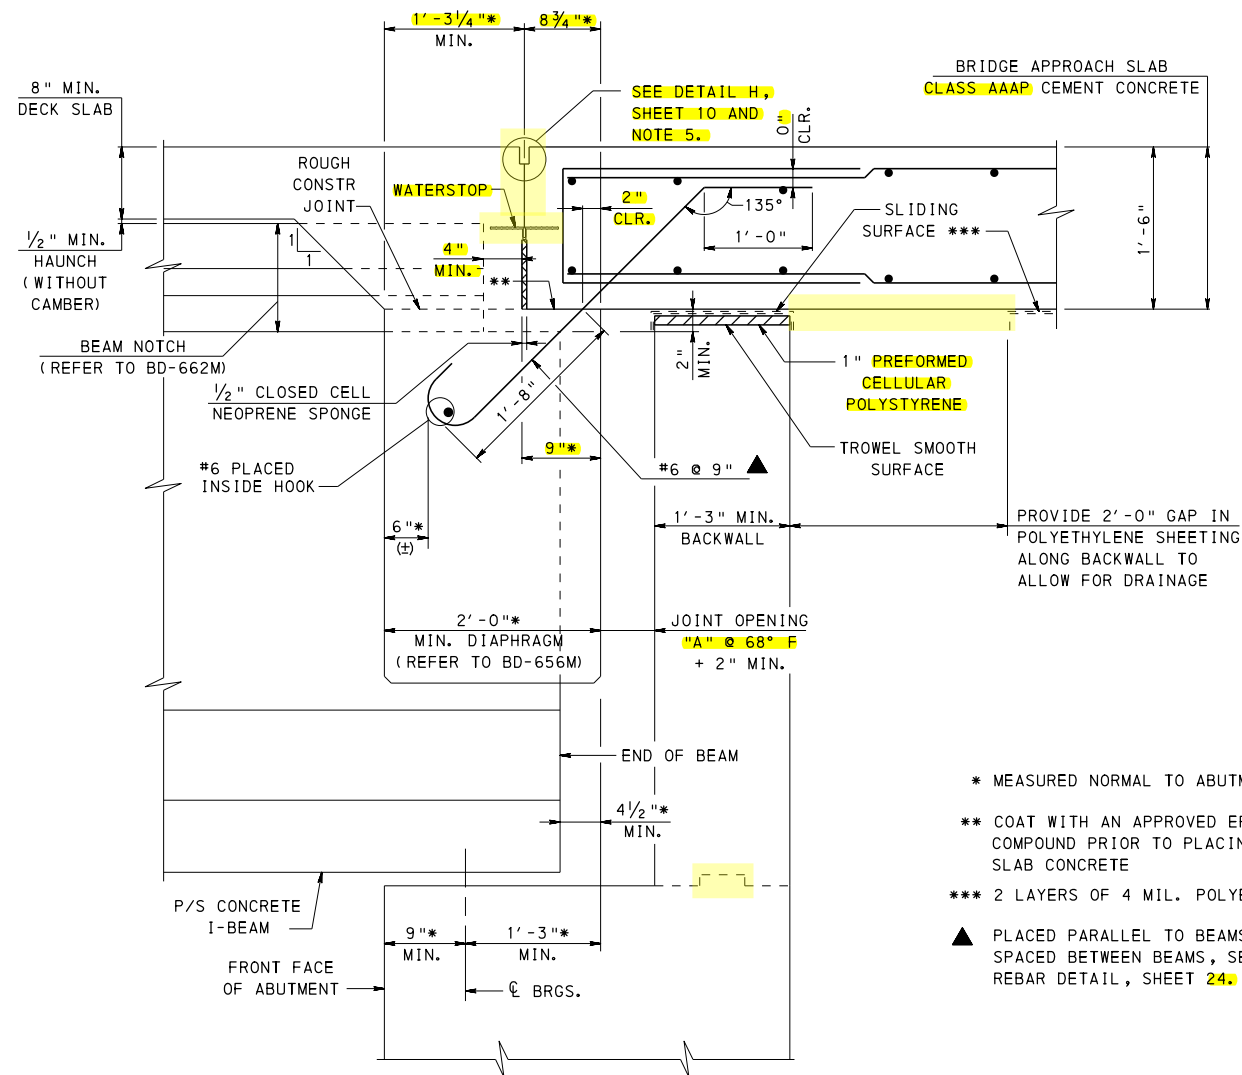 1'-3 1/4"*
MIN.
8 3/4"*
8" MIN.
DECK SLAB
SEE DETAIL H,
SHEET 10 AND
NOTE 5.
0"
CLR.
BRIDGE APPROACH SLAB
CLASS AAAP CEMENT CONCRETE
ROUGH
CONSTR
JOINT
WATERSTOP
2"
CLR.
135°
1'-0"
SLIDING
SURFACE ***
1'-6"
1/2" MIN.
HAUNCH
(WITHOUT
CAMBER)
1
1
4"
MIN.
**
BEAM NOTCH
(REFER TO BD-662M)
1/2" CLOSED CELL
NEOPRENE SPONGE
1'-8"
2"
MIN.
1" PREFORMED
CELLULAR
POLYSTYRENE
TROWEL SMOOTH
SURFACE
#6 PLACED
INSIDE HOOK
9"*
#6 @ 9" ▲
6"*
(±)
1'-3" MIN.
BACKWALL
PROVIDE 2'-0" GAP IN
POLYETHYLENE SHEETING
ALONG BACKWALL TO
ALLOW FOR DRAINAGE
2'-0"*
MIN. DIAPHRAGM
(REFER TO BD-656M)
JOINT OPENING
"A" @ 68° F
+ 2" MIN.
END OF BEAM
4 1/2"*
MIN.
P/S CONCRETE
I-BEAM
9"*
MIN.
1'-3"*
MIN.
FRONT FACE
OF ABUTMENT
℄ BRGS.
* MEASURED NORMAL TO ABUTM
** COAT WITH AN APPROVED E
COMPOUND PRIOR TO PLACIN
SLAB CONCRETE
*** 2 LAYERS OF 4 MIL. POLYE
▲ PLACED PARALLEL TO BEAMS
SPACED BETWEEN BEAMS, SE
REBAR DETAIL, SHEET 24.